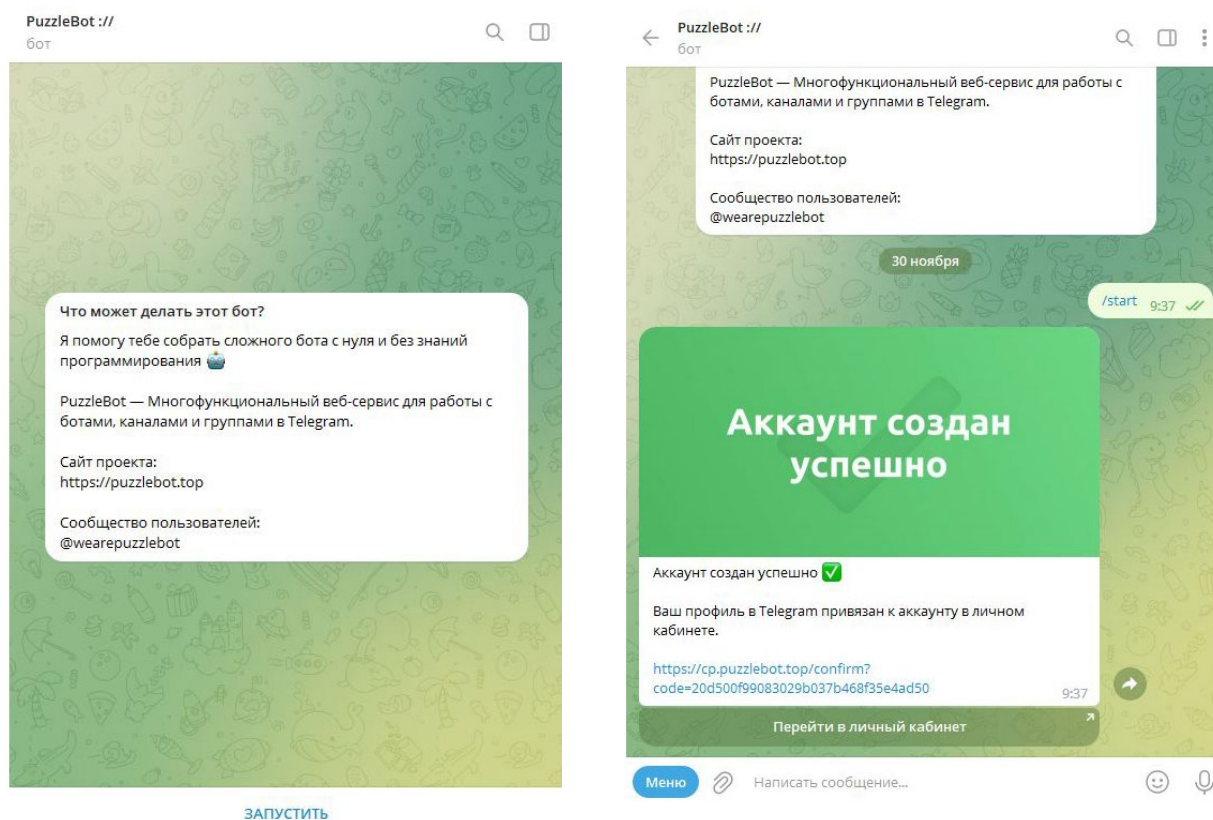 PuzzleBot ://
бот
Что может делать этот бот?
Я помогу тебе собрать сложного бота с нуля и без знаний
программирования
PuzzleBot — Многофункциональный веб-сервис для работы с
ботами, каналами и группами в Telegram.
Сайт проекта:
https://puzzlebot.top
Сообщество пользователей:
@wearepuzzlebot
ЗАПУСТИТЬ
PuzzleBot ://
бот
PuzzleBot — Многофункциональный веб-сервис для работы с
ботами, каналами и группами в Telegram.
Сайт проекта:
https://puzzlebot.top
Сообщество пользователей:
@wearepuzzlebot
30 ноября
/start 9:37
Аккаунт создан
успешно
Аккаунт создан успешно
Ваш профиль в Telegram привязан к аккаунту в личном
кабинете.
https://cp.puzzlebot.top/confirm?
code=20d500f99083029b037b468f35e4ad50
9:37
Перейти в личный кабинет
Меню
Написать сообщение...